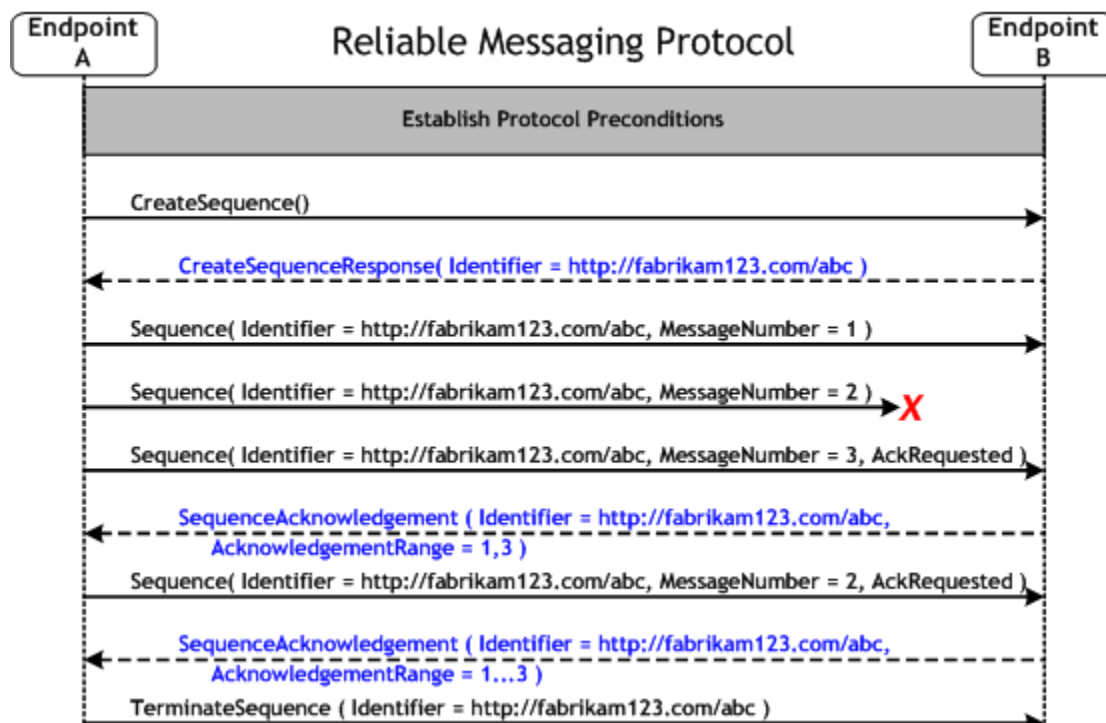 Endpoint
A
Reliable Messaging Protocol
Endpoint
B
Establish Protocol Preconditions
CreateSequence()
CreateSequenceResponse( Identifier = http://fabrikam123.com/abc )
Sequence( Identifier = http://fabrikam123.com/abc, MessageNumber = 1 )
Sequence( Identifier = http://fabrikam123.com/abc, MessageNumber = 2 )
X
Sequence( Identifier = http://fabrikam123.com/abc, MessageNumber = 3, AckRequested )
SequenceAcknowledgement ( Identifier = http://fabrikam123.com/abc,
AcknowledgementRange = 1,3 )
Sequence( Identifier = http://fabrikam123.com/abc, MessageNumber = 2, AckRequested )
SequenceAcknowledgement ( Identifier = http://fabrikam123.com/abc,
AcknowledgementRange = 1...3 )
TerminateSequence ( Identifier = http://fabrikam123.com/abc )